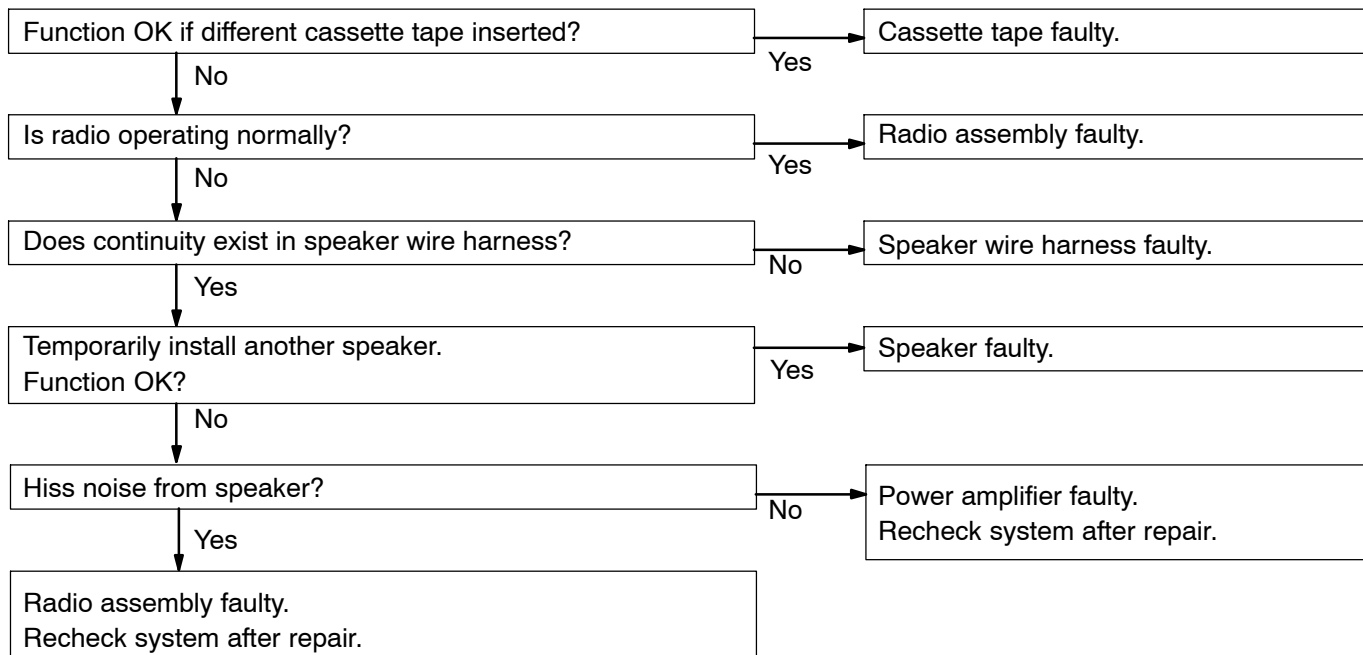 Function OK if different cassette tape inserted?
Yes
Cassette tape faulty.
No
Is radio operating normally?
Yes
Radio assembly faulty.
No
Does continuity exist in speaker wire harness?
No
Speaker wire harness faulty.
Yes
Temporarily install another speaker.
Function OK?
Yes
Speaker faulty.
No
Hiss noise from speaker?
No
Power amplifier faulty.
Recheck system after repair.
Yes
Radio assembly faulty.
Recheck system after repair.